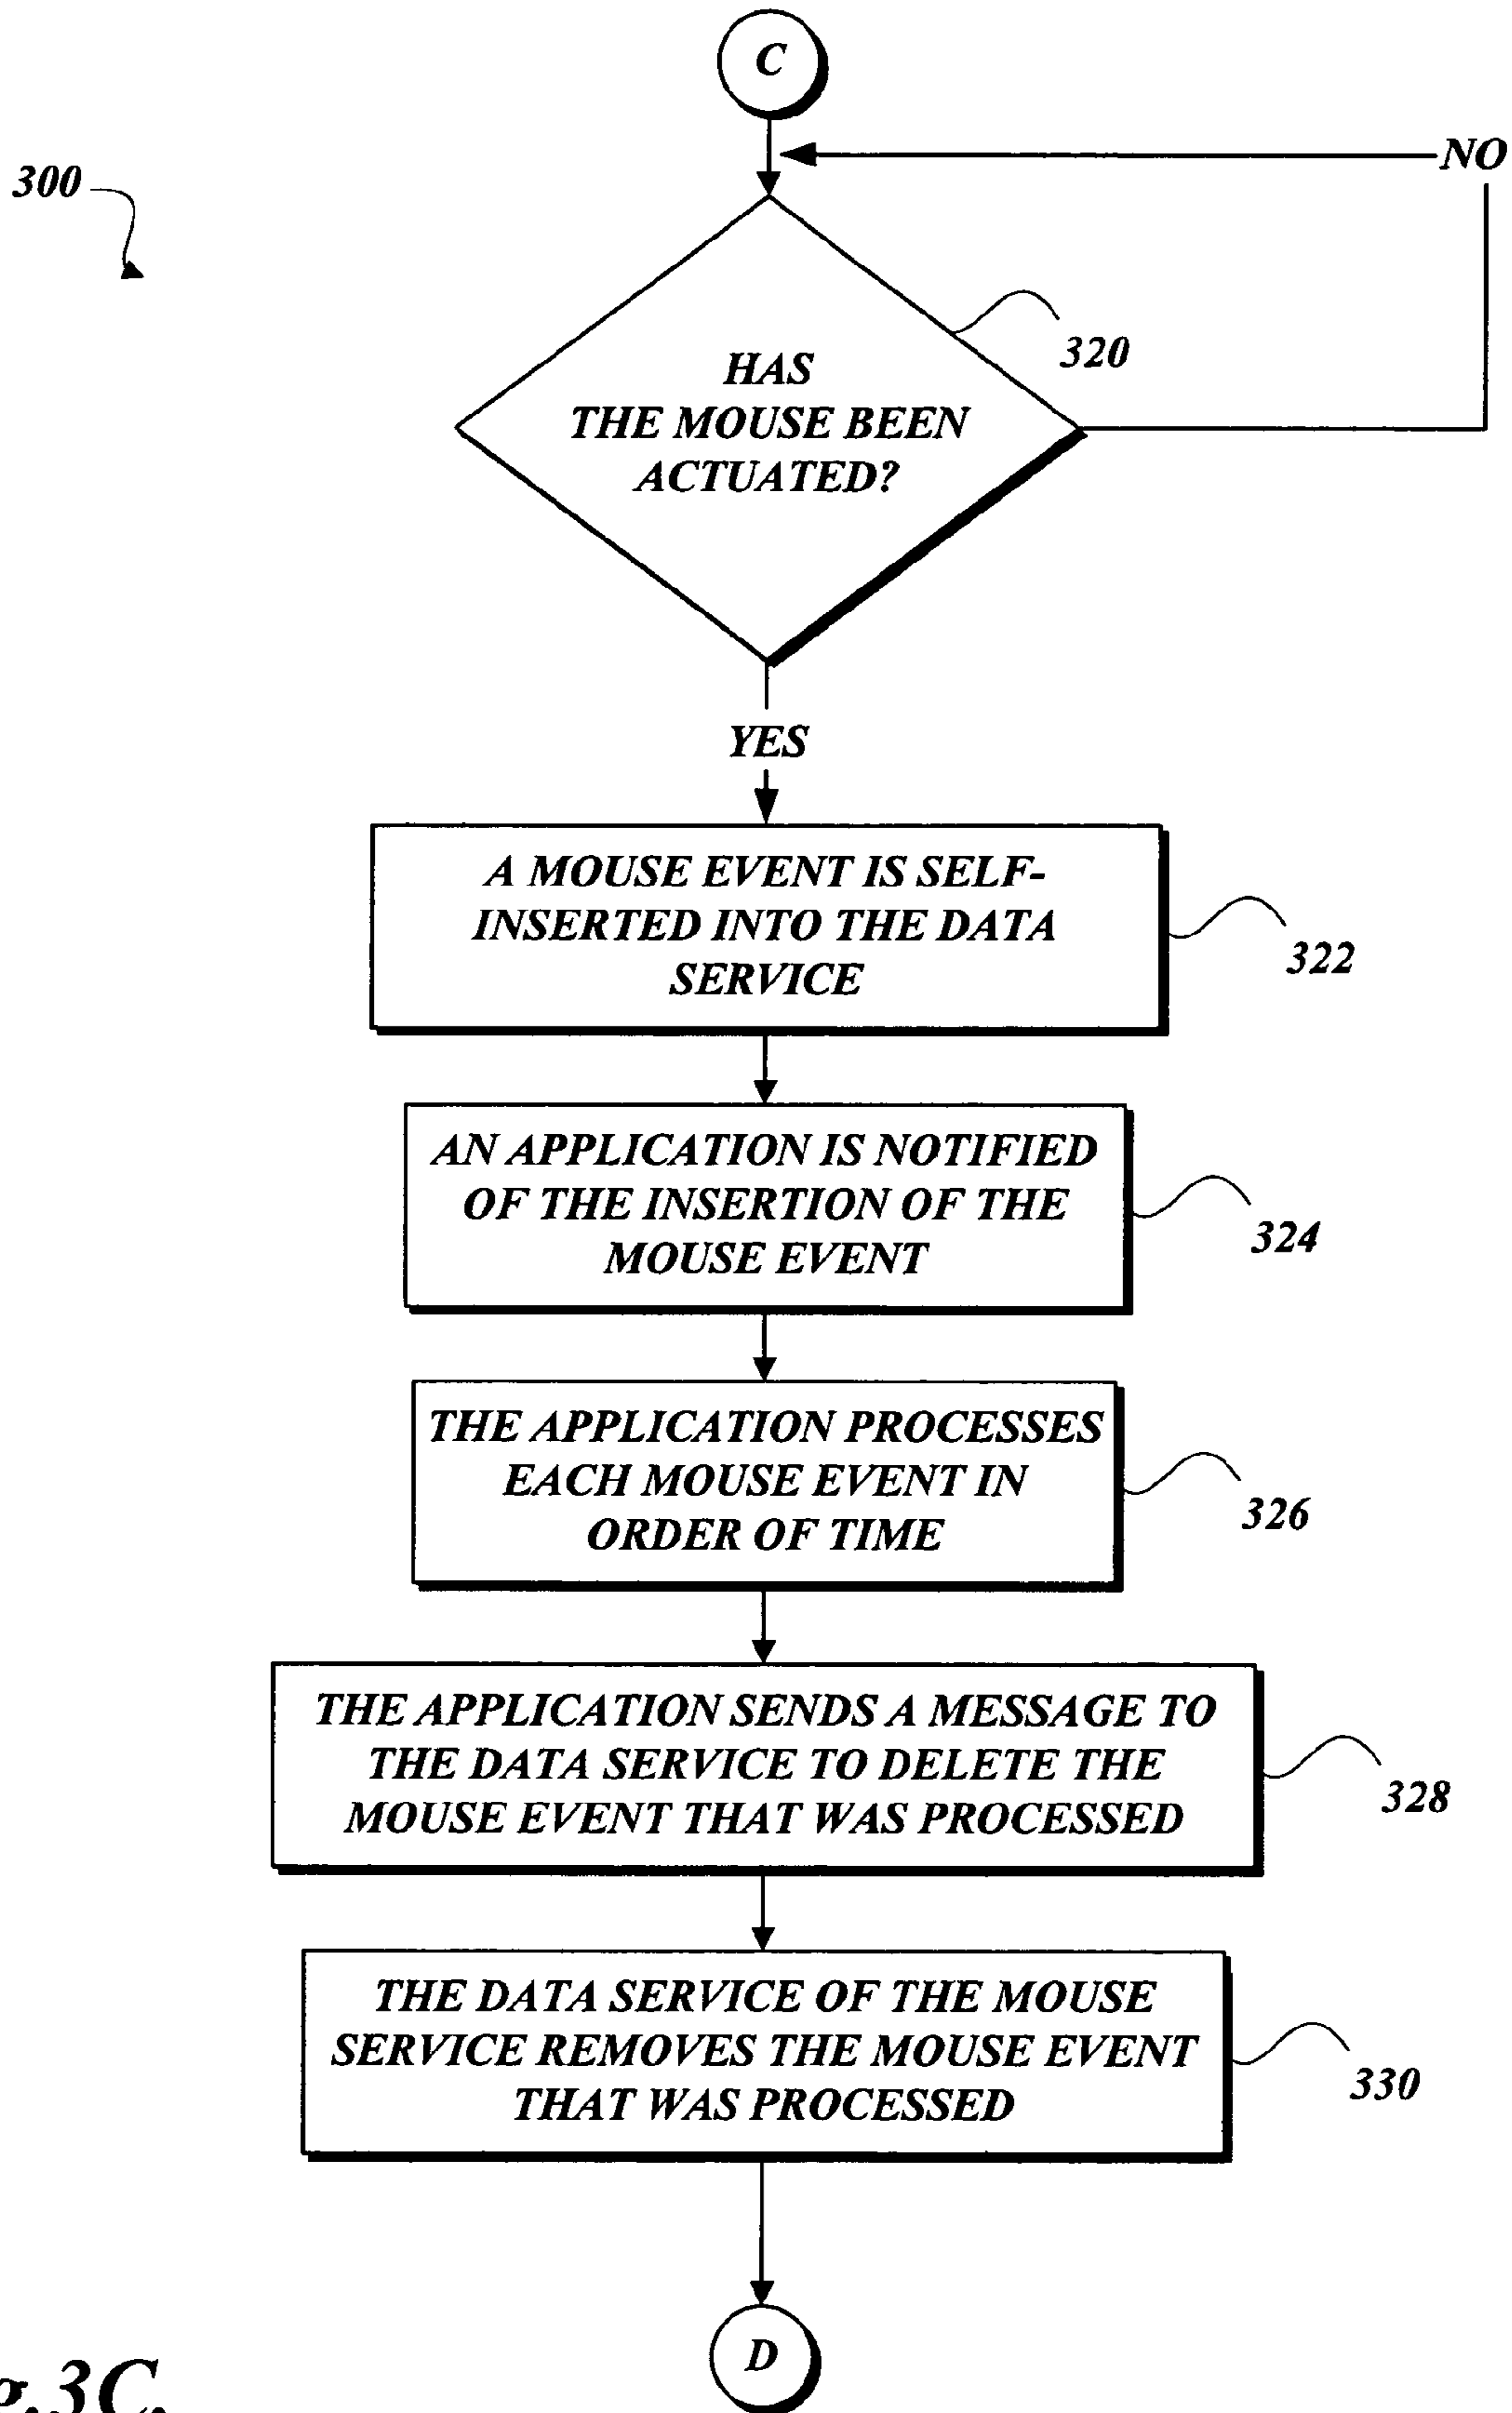 C
NO
300
320
HAS
THE MOUSE BEEN
ACTUATED?
YES
A MOUSE EVENT IS SELF-
INSERTED INTO THE DATA
SERVICE
322
AN APPLICATION IS NOTIFIED
OF THE INSERTION OF THE
MOUSE EVENT
324
THE APPLICATION PROCESSES
EACH MOUSE EVENT IN
ORDER OF TIME
326
THE APPLICATION SENDS A MESSAGE TO
THE DATA SERVICE TO DELETE THE
MOUSE EVENT THAT WAS PROCESSED
328
THE DATA SERVICE OF THE MOUSE
SERVICE REMOVES THE MOUSE EVENT
THAT WAS PROCESSED
330
D
g.3C.